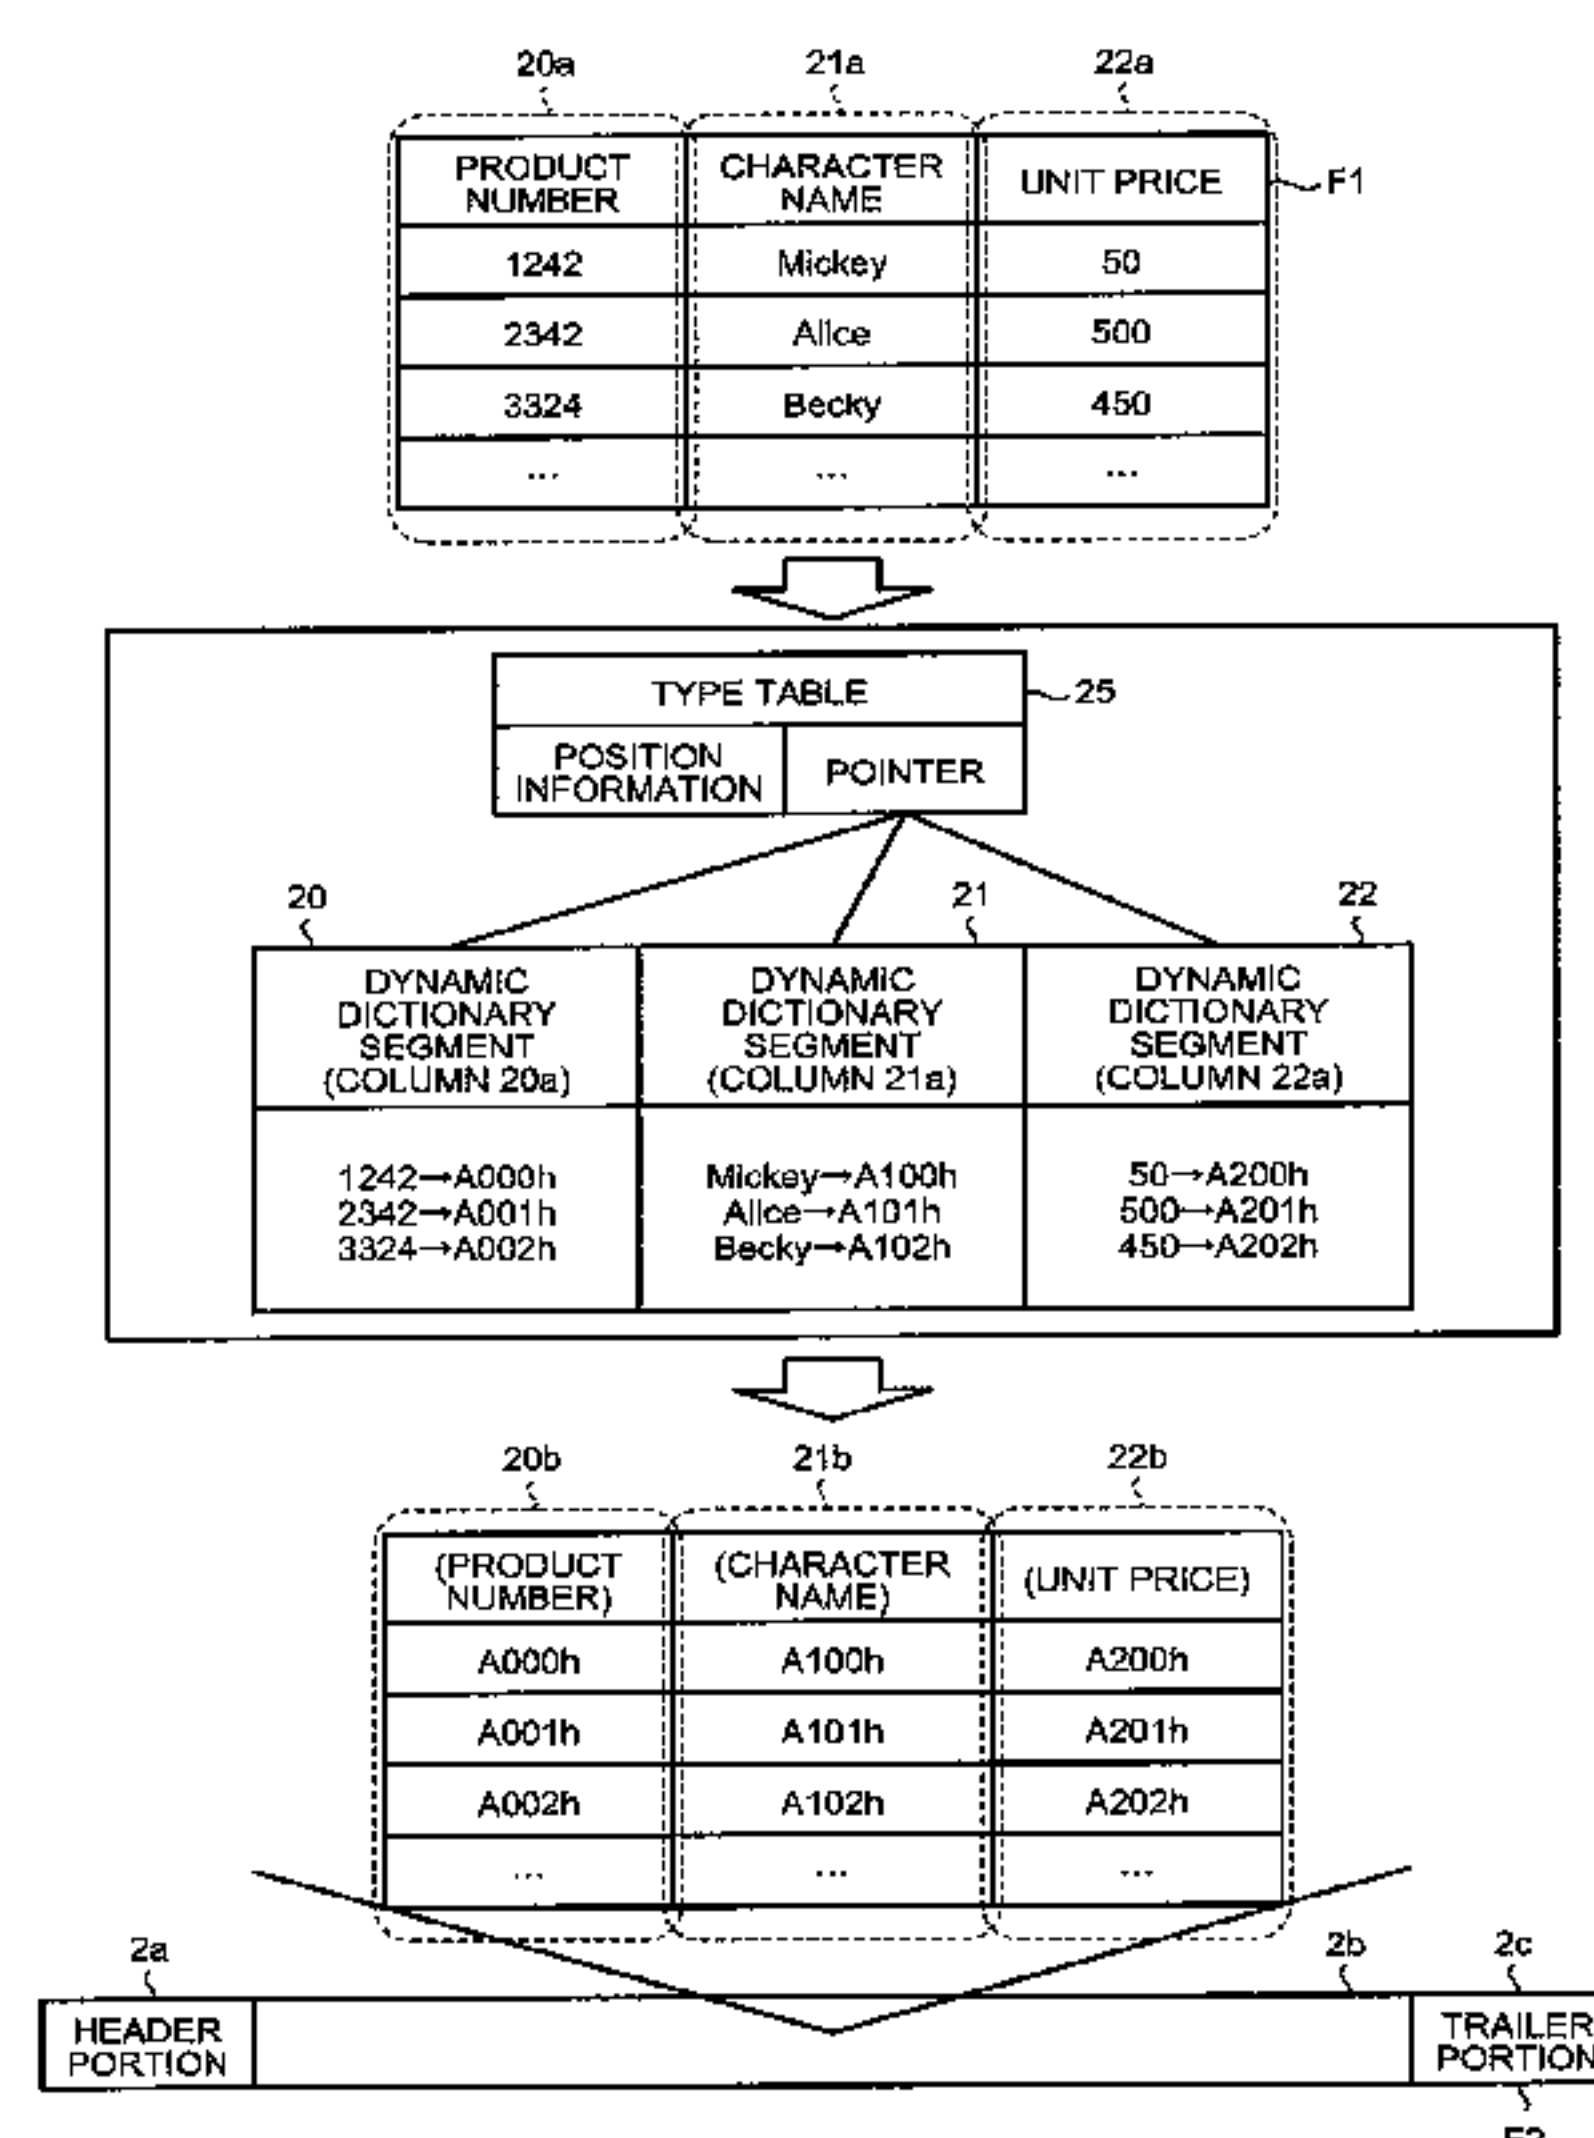 20a 21a 22a
PRODUCT NUMBER CHARACTER NAME UNIT PRICE F1
1242 Mickey 50
2342 Alice 500
3324 Becky 450
... ... ...
TYPE TABLE 25
POSITION INFORMATION POINTER
20 21 22
DYNAMIC DYNAMIC DYNAMIC
DICTIONARY DICTIONARY DICTIONARY
SEGMENT SEGMENT SEGMENT
(COLUMN 20a) (COLUMN 21a) (COLUMN 22a)
1242→A000h Mickey→A100h 50→A200h
2342→A001h Alice→A101h 500→A201h
3324→A002h Becky→A102h 450→A202h
20b 21b 22b
(PRODUCT NUMBER) (CHARACTER NAME) (UNIT PRICE)
A000h A100h A200h
A001h A101h A201h
A002h A102h A202h
... ... ...
2a 2b 2c
HEADER TRAILER
PORTION PORTION